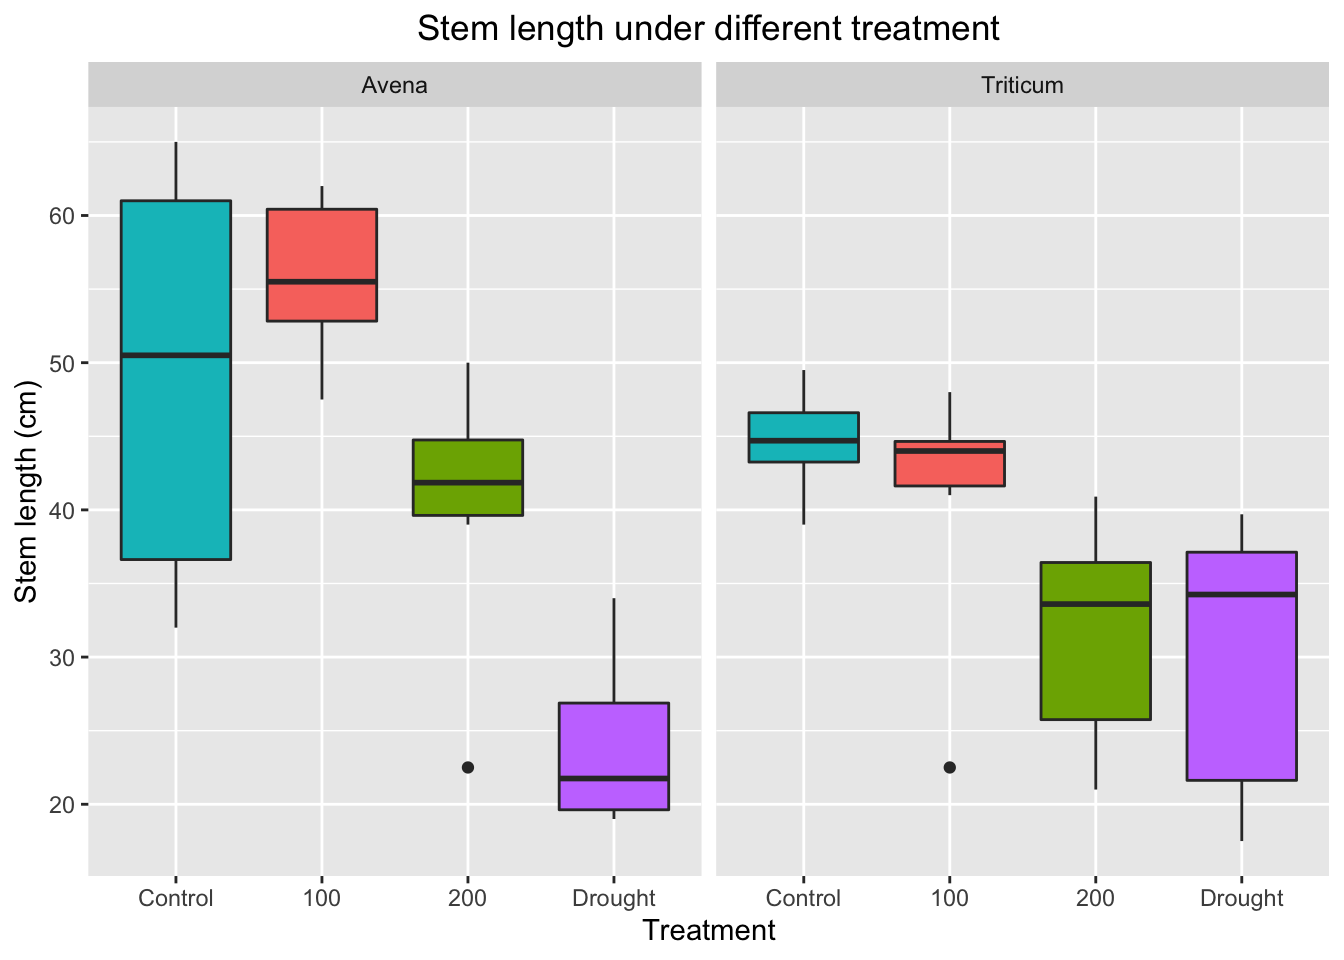 Stem length under different treatment
Avena
Triticum
Stem length (cm)
60
50
40
30
20
Control 100 200 Drought
Control 100 200 Drought
Treatment